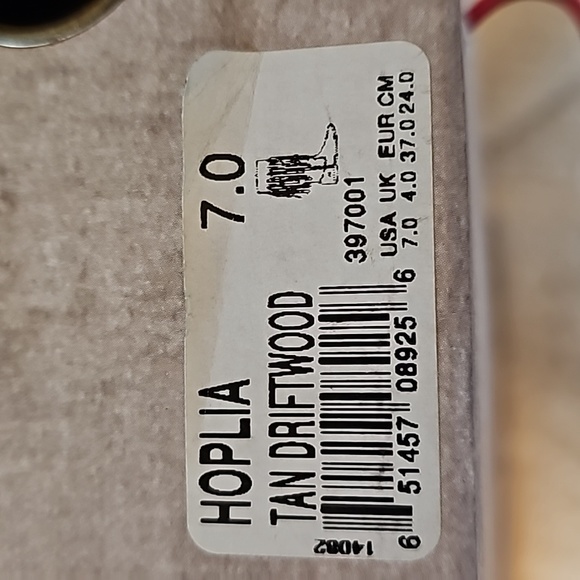 HOPLIA 7.0
TAN DRIFTWOOD
397001
USA UK EUR CM
7.0 4.0 37.0 24.0
14082
6 51457 08925 6